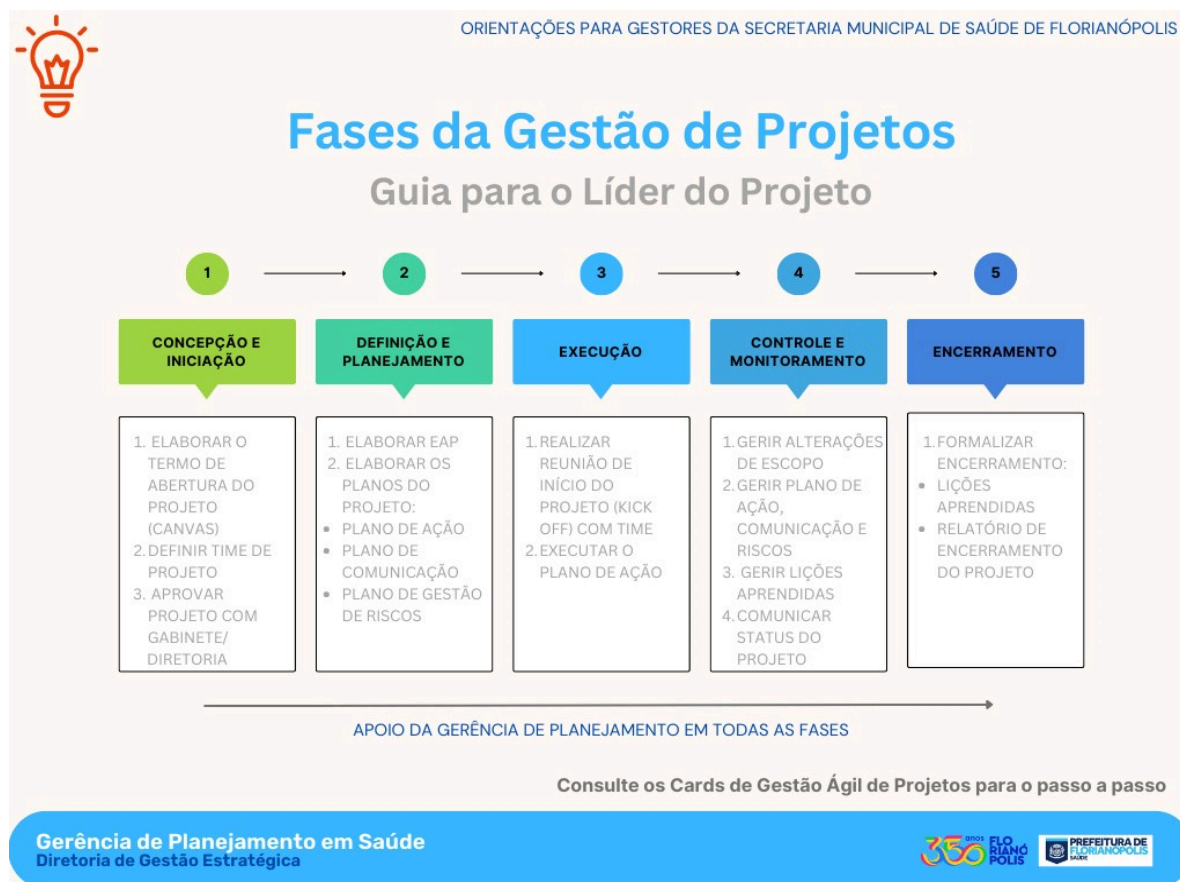 ORIENTAÇÕES PARA GESTORES DA SECRETARIA MUNICIPAL DE SAÚDE DE FLORIANÓPOLIS
Fases da Gestão de Projetos
Guia para o Líder do Projeto
1
2
3
4
5
CONCEPÇÃO E
INICIAÇÃO
1. ELABORAR O
TERMO DE
ABERTURA DO
PROJETO
(CANVAS)
2. DEFINIR TIME DE
PROJETO
3. APROVAR
PROJETO COM
GABINETE/
DIRETORIA
DEFINIÇÃO E
PLANEJAMENTO
1. ELABORAR EAP
2. ELABORAR OS
PLANOS DO
PROJETO:
• PLANO DE AÇÃO
• PLANO DE
COMUNICAÇÃO
• PLANO DE GESTÃO
DE RISCOS
EXECUÇÃO
1. REALIZAR
REUNIÃO DE
INÍCIO DO
PROJETO (KICK
OFF) COM TIME
2. EXECUTAR O
PLANO DE AÇÃO
CONTROLE E
MONITORAMENTO
1. GERIR ALTERAÇÕES
DE ESCOPO
2. GERIR PLANO DE
AÇÃO,
COMUNICAÇÃO E
RISCOS
3. GERIR LIÇÕES
APRENDIDAS
4. COMUNICAR
STATUS DO
PROJETO
ENCERRAMENTO
1. FORMALIZAR
ENCERRAMENTO:
• LIÇÕES
APRENDIDAS
• RELATÓRIO DE
ENCERRAMENTO
DO PROJETO
APOIO DA GERÊNCIA DE PLANEJAMENTO EM TODAS AS FASES
Consulte os Cards de Gestão Ágil de Projetos para o passo a passo
Gerência de Planejamento em Saúde
Diretoria de Gestão Estratégica
350 anos
FLO
RIANÓ
POLIS
PREFEITURA DE
FLORIANÓPOLIS
SAÚDE